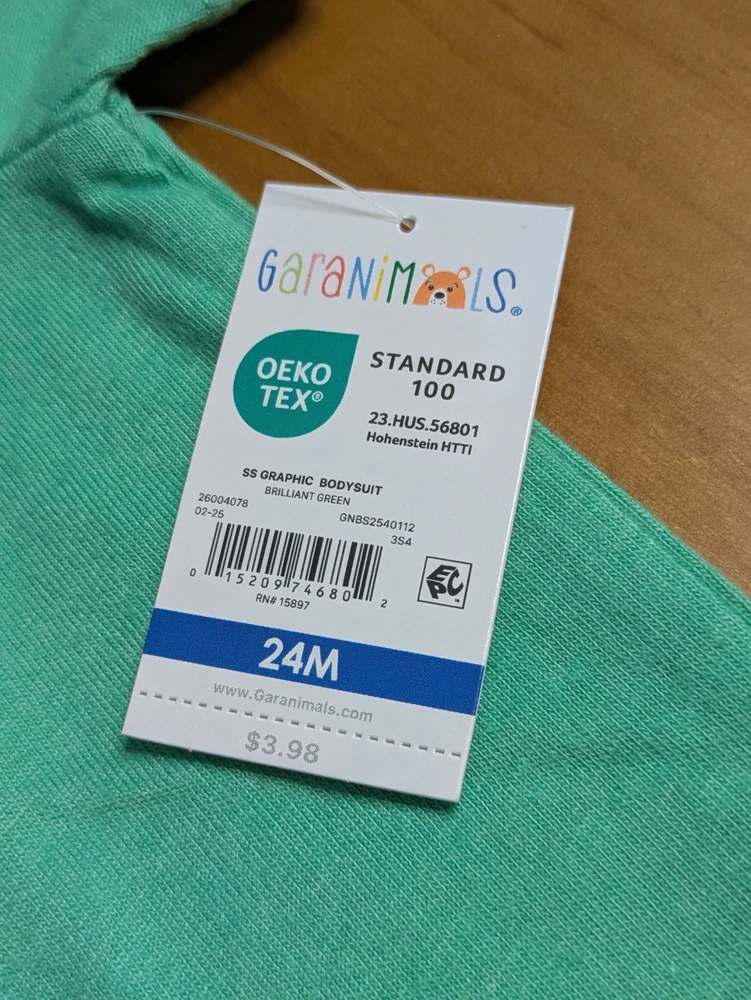 GaraNiMALS®
OEKO
TEX®
STANDARD
100
23.HUS.56801
Hohenstein HTTI
SS GRAPHIC BODYSUIT
BRILLIANT GREEN
26004078
GNBS2540112
02-25
3S4
0 15209 74680 2
RN# 15897
EPC
24M
www.Garanimals.com
$3.98